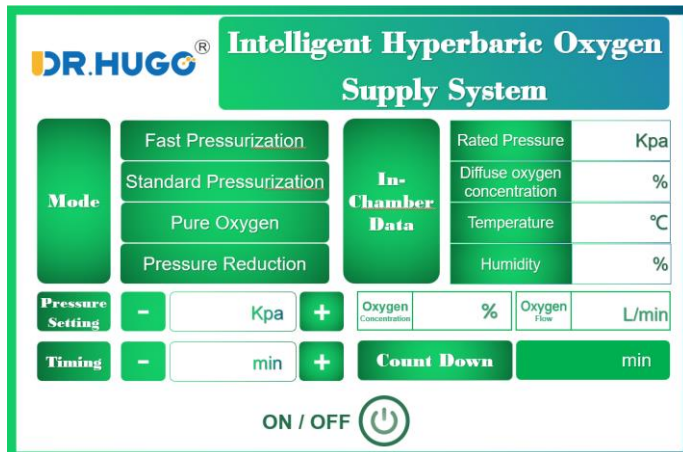 DR.HUGO®
Intelligent Hyperbaric Oxygen
Supply System
Mode
Fast Pressurization
Standard Pressurization
Pure Oxygen
Pressure Reduction
In-
Chamber
Data
Rated Pressure
Kpa
Diffuse oxygen
concentration
%
Temperature
℃
Humidity
%
Pressure
Setting
-
Kpa
+
Oxygen
Concentration
%
Oxygen
Flow
L/min
Timing
-
min
+
Count Down
min
ON / OFF